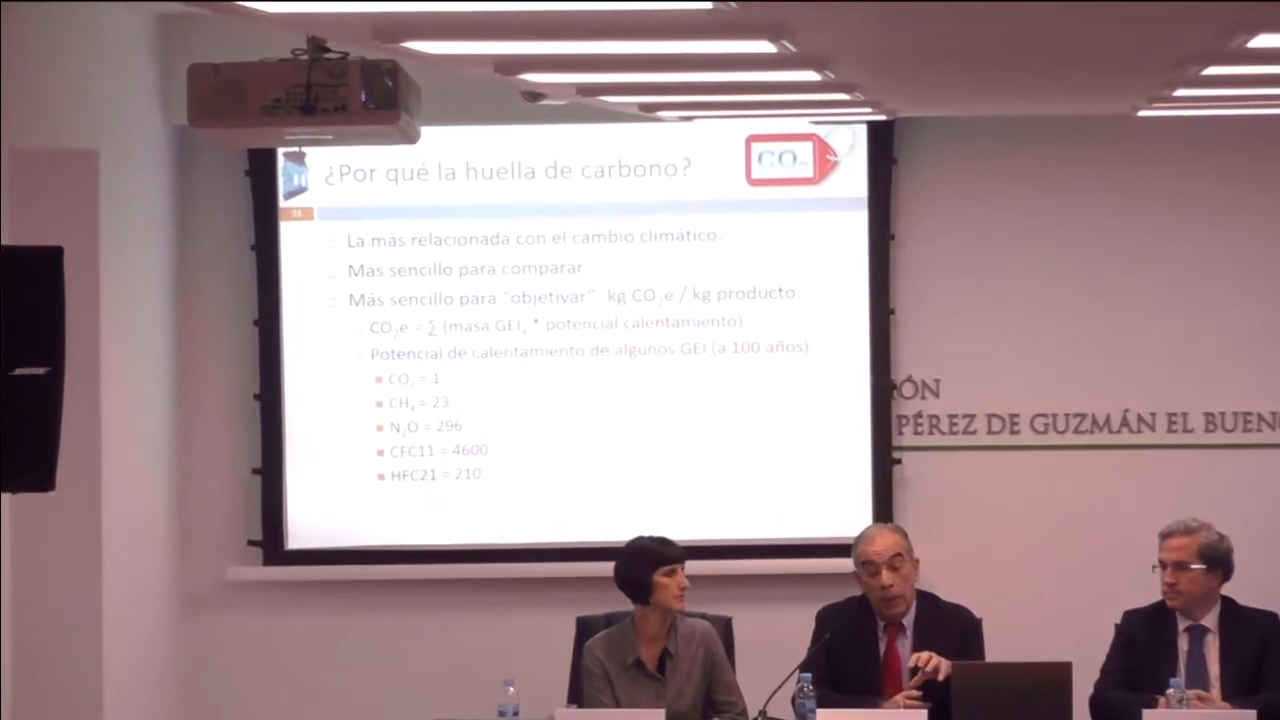 ¿Por qué la huella de carbono?
CO₂
23
La más relacionada con el cambio climático.
Más sencillo para comparar
Más sencillo para "objetivar" kg CO₂e / kg producto
CO₂e = ∑ (masa GEIᵢ * potencial calentamiento)
Potencial de calentamiento de algunos GEI (a 100 años):
CO₂ = 1
CH₄ = 23
N₂O = 296
CFC11 = 4600
HFC21 = 210
ÓN
PÉREZ DE GUZMÁN EL BUEN